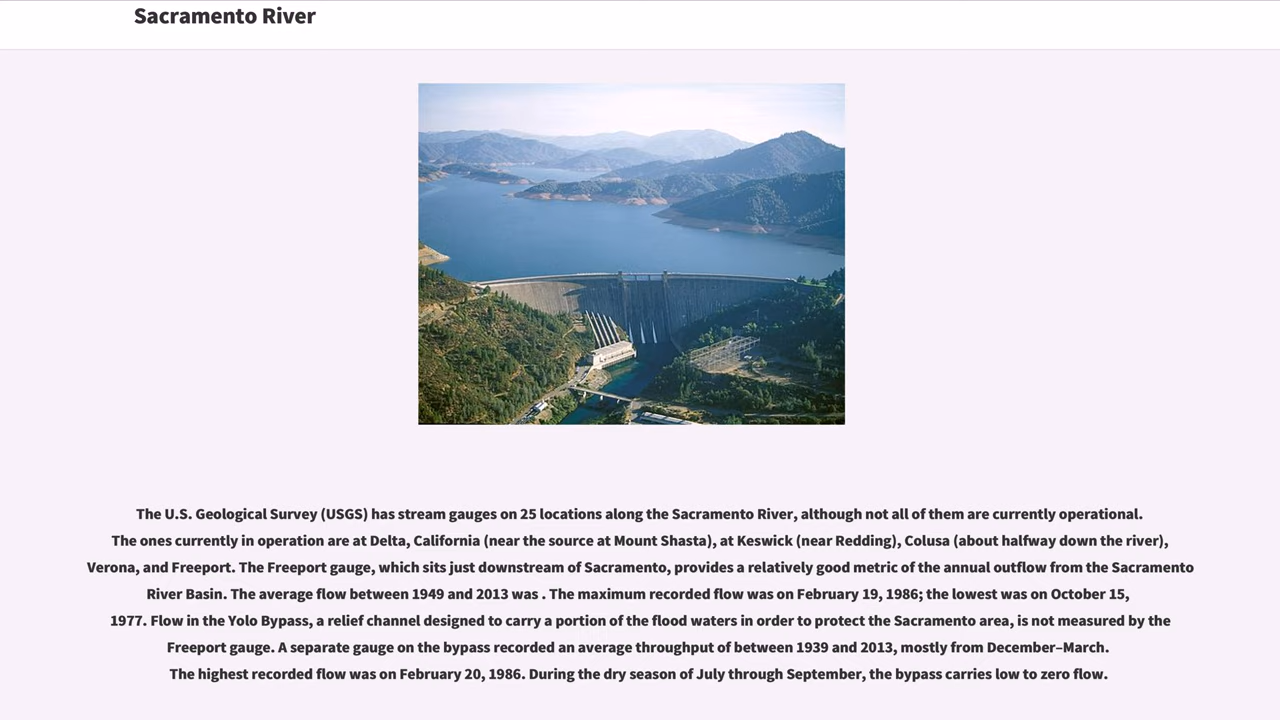 Sacramento River
The U.S. Geological Survey (USGS) has stream gauges on 25 locations along the Sacramento River, although not all of them are currently operational.
The ones currently in operation are at Delta, California (near the source at Mount Shasta), at Keswick (near Redding), Colusa (about halfway down the river),
Verona, and Freeport. The Freeport gauge, which sits just downstream of Sacramento, provides a relatively good metric of the annual outflow from the Sacramento
River Basin. The average flow between 1949 and 2013 was . The maximum recorded flow was on February 19, 1986; the lowest was on October 15,
1977. Flow in the Yolo Bypass, a relief channel designed to carry a portion of the flood waters in order to protect the Sacramento area, is not measured by the
Freeport gauge. A separate gauge on the bypass recorded an average throughput of between 1939 and 2013, mostly from December–March.
The highest recorded flow was on February 20, 1986. During the dry season of July through September, the bypass carries low to zero flow.